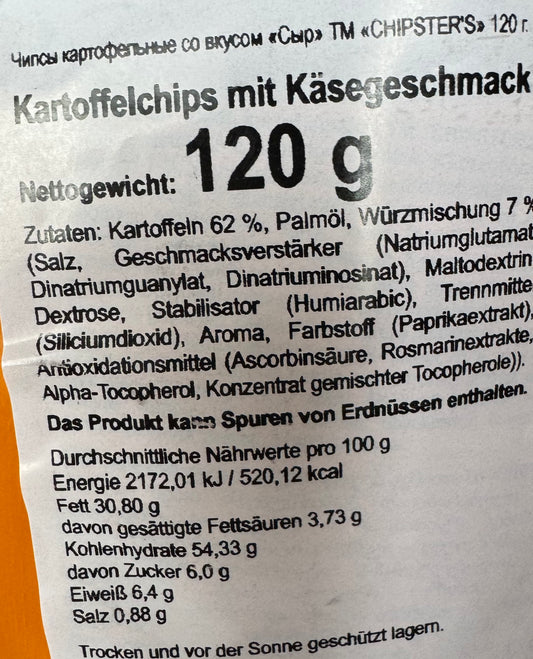 Чипсы картофельные со вкусом «Сыр» ТМ «CHIPSTER'S» 120 г.
Kartoffelchips mit Käsegeschmack
Nettogewicht: 120 g
Zutaten: Kartoffeln 62 %, Palmöl, Würzmischung 7 %
(Salz, Geschmacksverstärker (Natriumglutamat
Dinatriumguanylat, Dinatriuminosinat), Maltodextrin
Dextrose, Stabilisator (Humiarabic), Trennmitte
(Siliciumdioxid), Aroma, Farbstoff (Paprikaextrakt),
Antioxidationsmittel (Ascorbinsäure, Rosmarinextrakte,
Alpha-Tocopherol, Konzentrat gemischter Tocopherole)).
Das Produkt kann Spuren von Erdnüssen enthalten.
Durchschnittliche Nährwerte pro 100 g
Energie 2172,01 kJ / 520,12 kcal
Fett 30,80 g
davon gesättigte Fettsäuren 3,73 g
Kohlenhydrate 54,33 g
davon Zucker 6,0 g
Eiweiß 6,4 g
Salz 0,88 g
Trocken und vor der Sonne geschützt lagern.